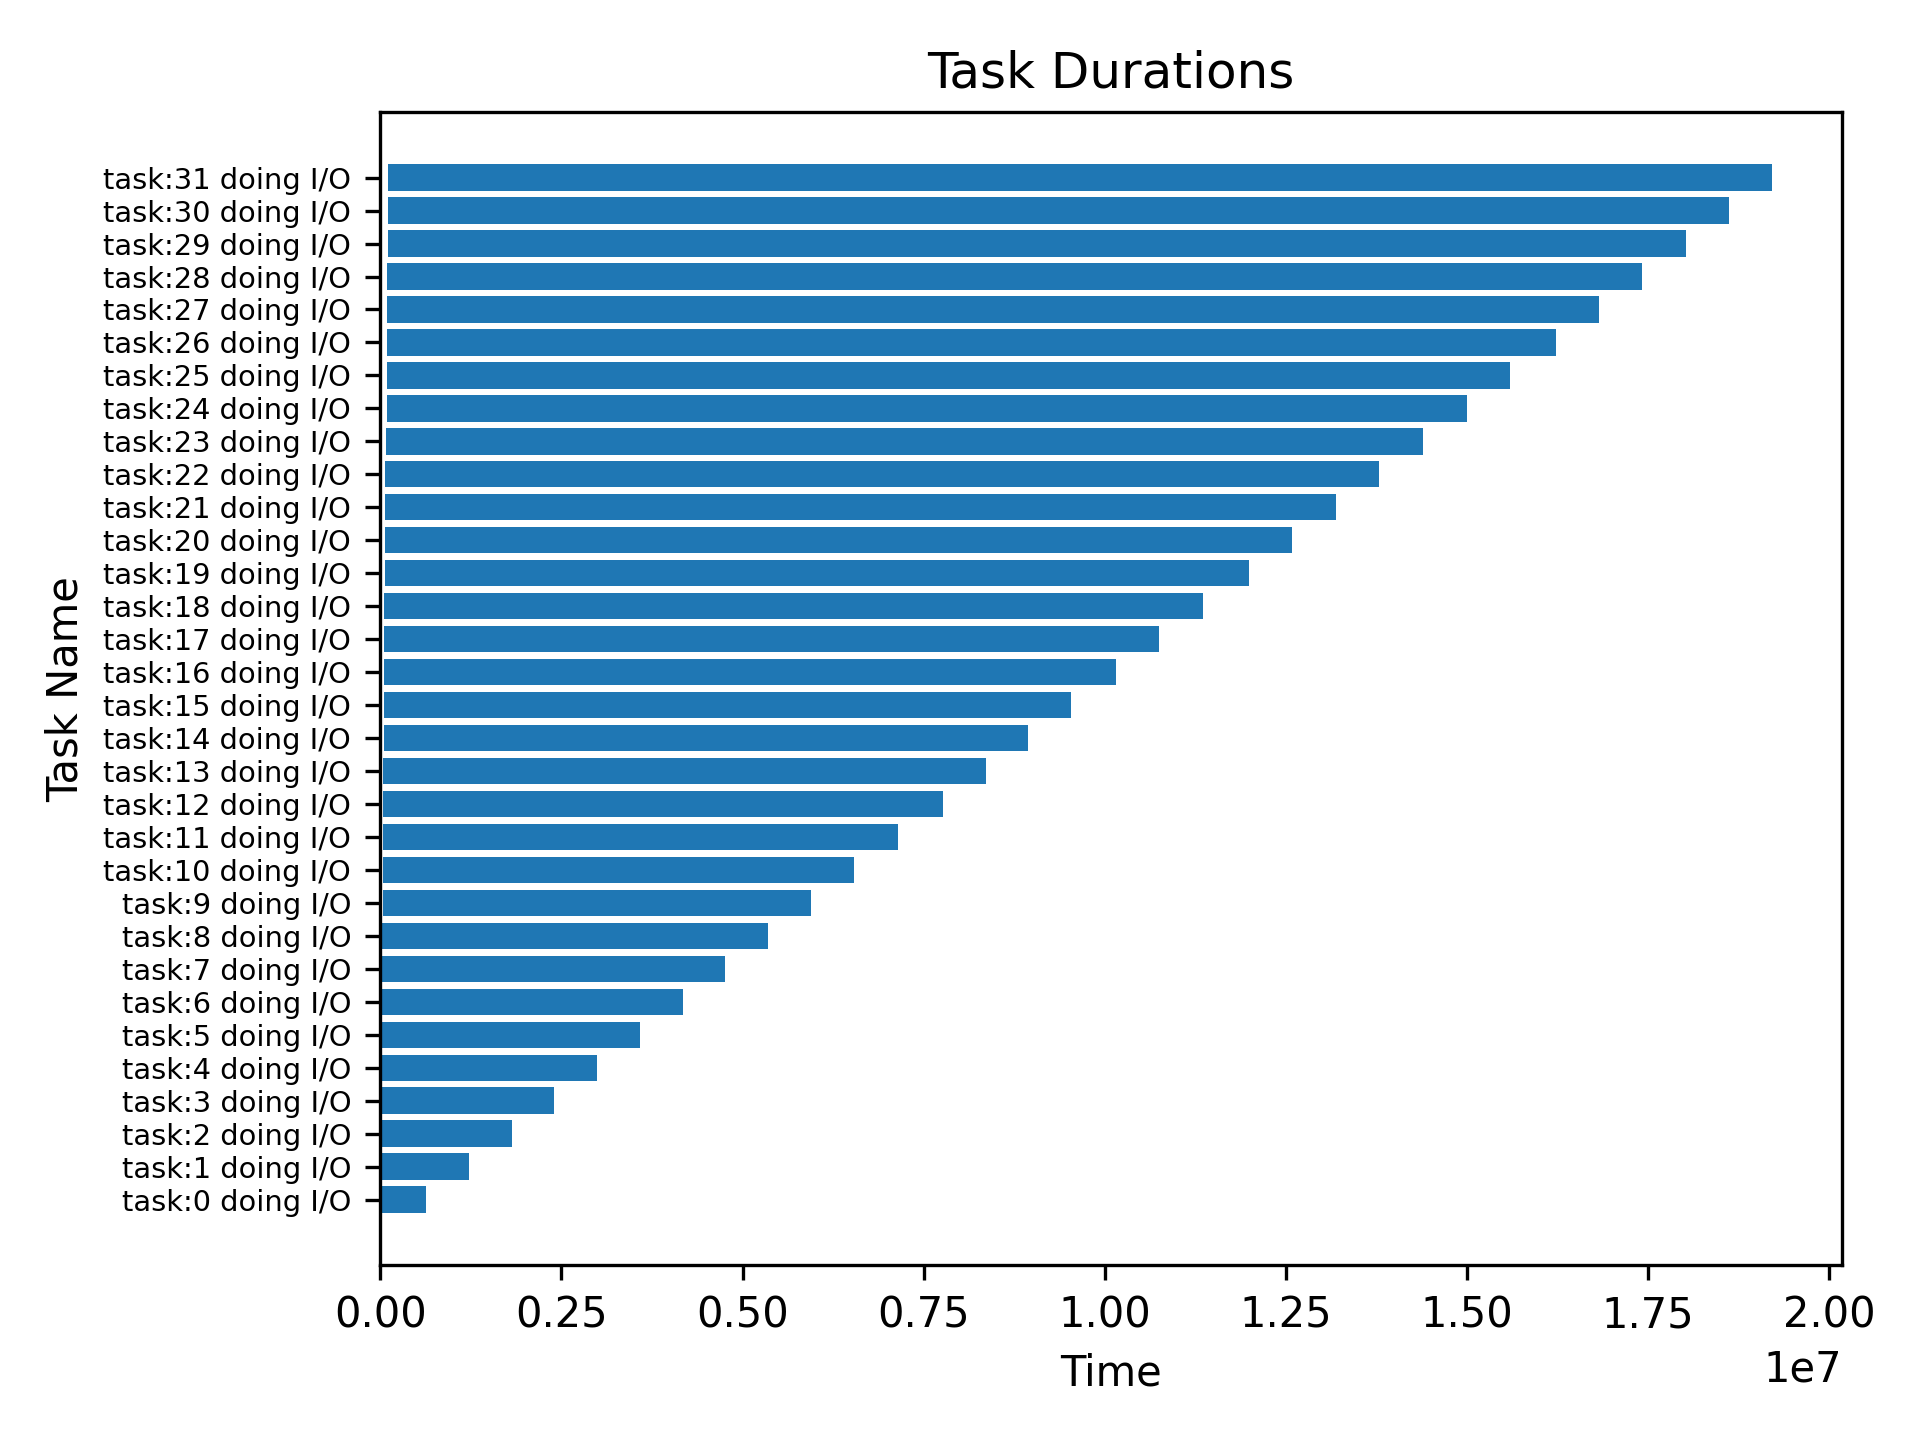 Task Durations
task:31 doing I/O
task:30 doing I/O
task:29 doing I/O
task:28 doing I/O
task:27 doing I/O
task:26 doing I/O
task:25 doing I/O
task:24 doing I/O
task:23 doing I/O
task:22 doing I/O
task:21 doing I/O
task:20 doing I/O
task:19 doing I/O
task:18 doing I/O
task:17 doing I/O
task:16 doing I/O
task:15 doing I/O
task:14 doing I/O
task:13 doing I/O
task:12 doing I/O
task:11 doing I/O
task:10 doing I/O
task:9 doing I/O
task:8 doing I/O
task:7 doing I/O
task:6 doing I/O
task:5 doing I/O
task:4 doing I/O
task:3 doing I/O
task:2 doing I/O
task:1 doing I/O
task:0 doing I/O
Task Name
0.00 0.25 0.50 0.75 1.00 1.25 1.50 1.75 2.00
1e7
Time